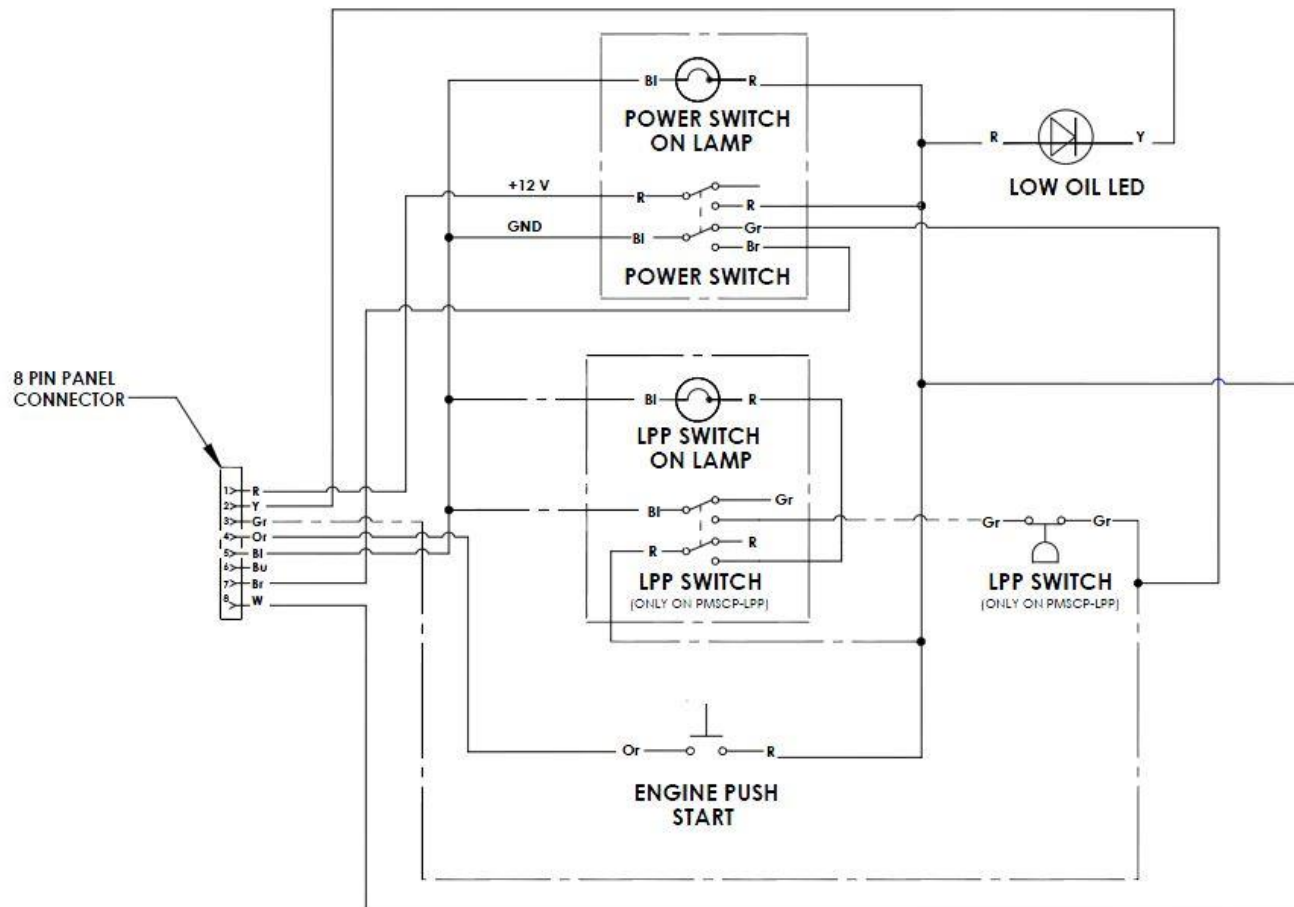 Bl
R
POWER SWITCH
ON LAMP
R
Y
LOW OIL LED
+12 V
R
R
GND
Bl
Gr
Br
POWER SWITCH
8 PIN PANEL
CONNECTOR
Bl
R
LPP SWITCH
ON LAMP
1 R
2 Y
3 Gr
4 Or
5 Bl
6 Bu
7 Br
8 W
Gr
Bl
R
R
LPP SWITCH
(ONLY ON PMSCP-LPP)
Gr
Gr
LPP SWITCH
(ONLY ON PMSCP-LPP)
Or
R
ENGINE PUSH
START